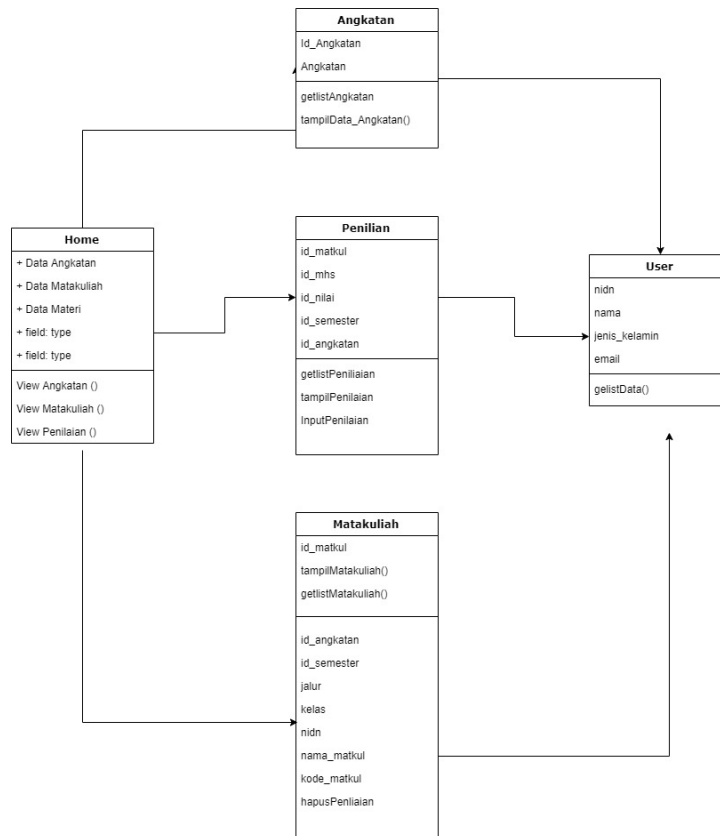 Angkatan
Id_Angkatan
Angkatan
getlistAngkatan
tampilData_Angkatan()
Home
+ Data Angkatan
+ Data Matakuliah
+ Data Materi
+ field: type
+ field: type
View Angkatan ()
View Matakuliah ()
View Penilaian ()
Penilian
id_matkul
id_mhs
id_nilai
id_semester
id_angkatan
getlistPeniliaian
tampilPenilaian
InputPenilaian
User
nidn
nama
jenis_kelamin
email
gelistData()
Matakuliah
id_matkul
tampilMatakuliah()
getlistMatakuliah()
id_angkatan
id_semester
jalur
kelas
nidn
nama_matkul
kode_matkul
hapusPenliaian